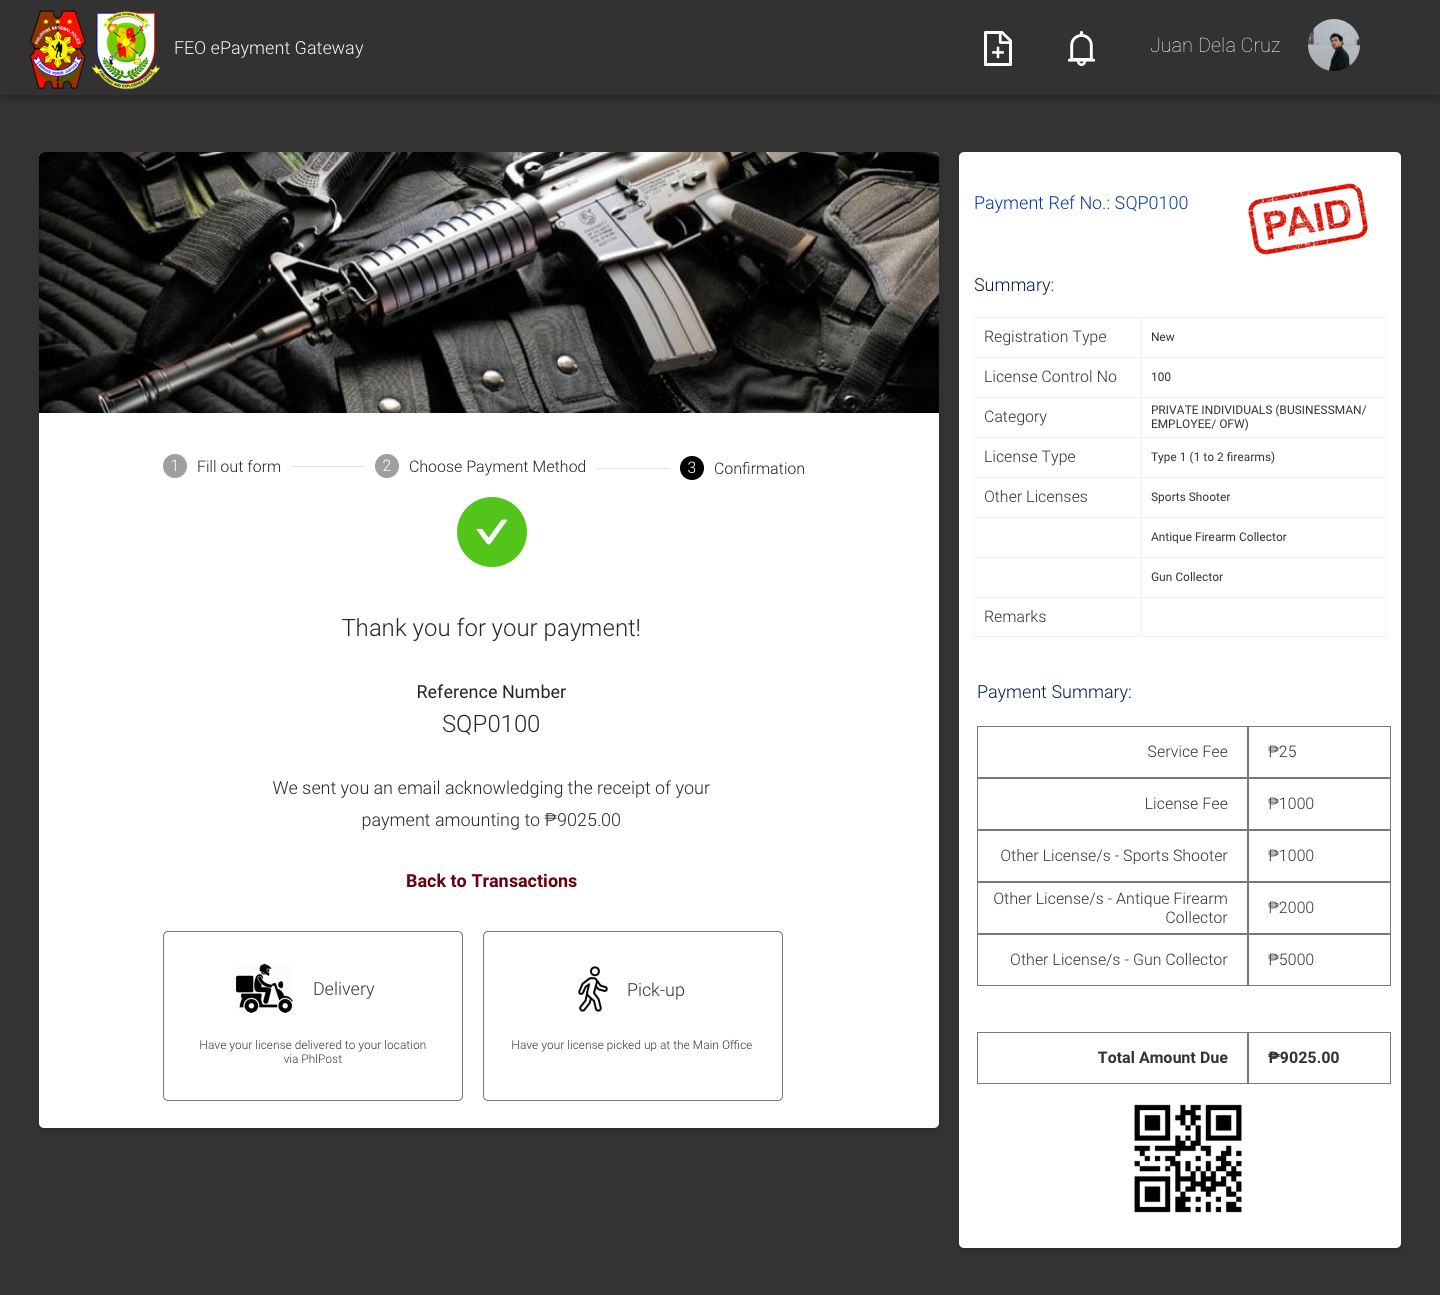 FEO ePayment Gateway
Juan Dela Cruz
1 Fill out form
2 Choose Payment Method
3 Confirmation
Thank you for your payment!
Reference Number
SQP0100
We sent you an email acknowledging the receipt of your
payment amounting to ₱9025.00
Back to Transactions
Delivery
Have your license delivered to your location
via PhlPost
Pick-up
Have your license picked up at the Main Office
Payment Ref No.: SQP0100
PAID
Summary:
Registration Type New
License Control No 100
Category PRIVATE INDIVIDUALS (BUSINESSMAN/
EMPLOYEE/ OFW)
License Type Type 1 (1 to 2 firearms)
Other Licenses Sports Shooter
Antique Firearm Collector
Gun Collector
Remarks
Payment Summary:
Service Fee ₱25
License Fee ₱1000
Other License/s - Sports Shooter ₱1000
Other License/s - Antique Firearm
Collector ₱2000
Other License/s - Gun Collector ₱5000
Total Amount Due ₱9025.00